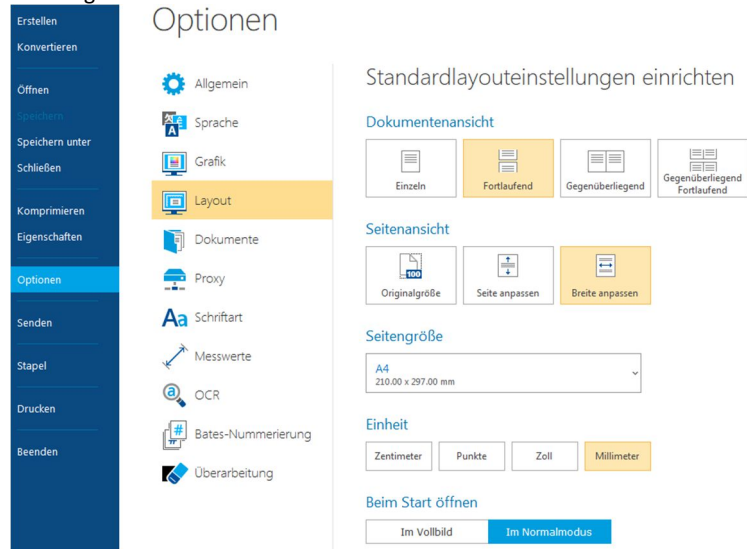 Erstellen
Konvertieren
Öffnen
Speichern
Speichern unter
Schließen
Komprimieren
Eigenschaften
Optionen
Senden
Stapel
Drucken
Beenden
Optionen
Allgemein
Sprache
Grafik
Layout
Dokumente
Proxy
Schriftart
Messwerte
OCR
Bates-Nummerierung
Überarbeitung
Standardlayouteinstellungen einrichten
Dokumentenansicht
Einzeln
Fortlaufend
Gegenüberliegend
Gegenüberliegend
Fortlaufend
Seitenansicht
100
Originalgröße
Seite anpassen
Breite anpassen
Seitengröße
A4
210.00 x 297.00 mm
Einheit
Zentimeter
Punkte
Zoll
Millimeter
Beim Start öffnen
Im Vollbild
Im Normalmodus